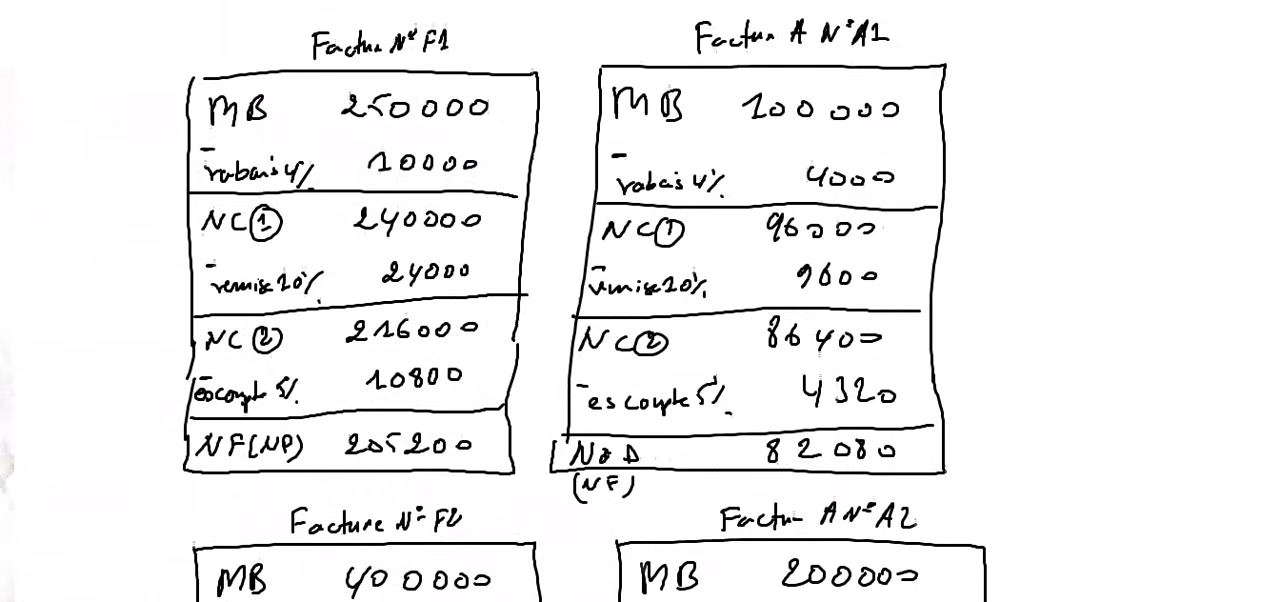 Facture N° F1
MB 250000
- rabais 4% 10000
NC① 240000
- remise 10% 24000
NC② 216000
- escompte 5% 10800
NF(NP) 205200
Facture A N°A1
MB 100000
- rabais 4% 4000
NC① 96000
- remise 10% 9600
NC② 86400
- escompte 5% 4320
N à D 82080
(NF)
Facture N° F2
MB 400000
Facture A N° A2
MB 200000